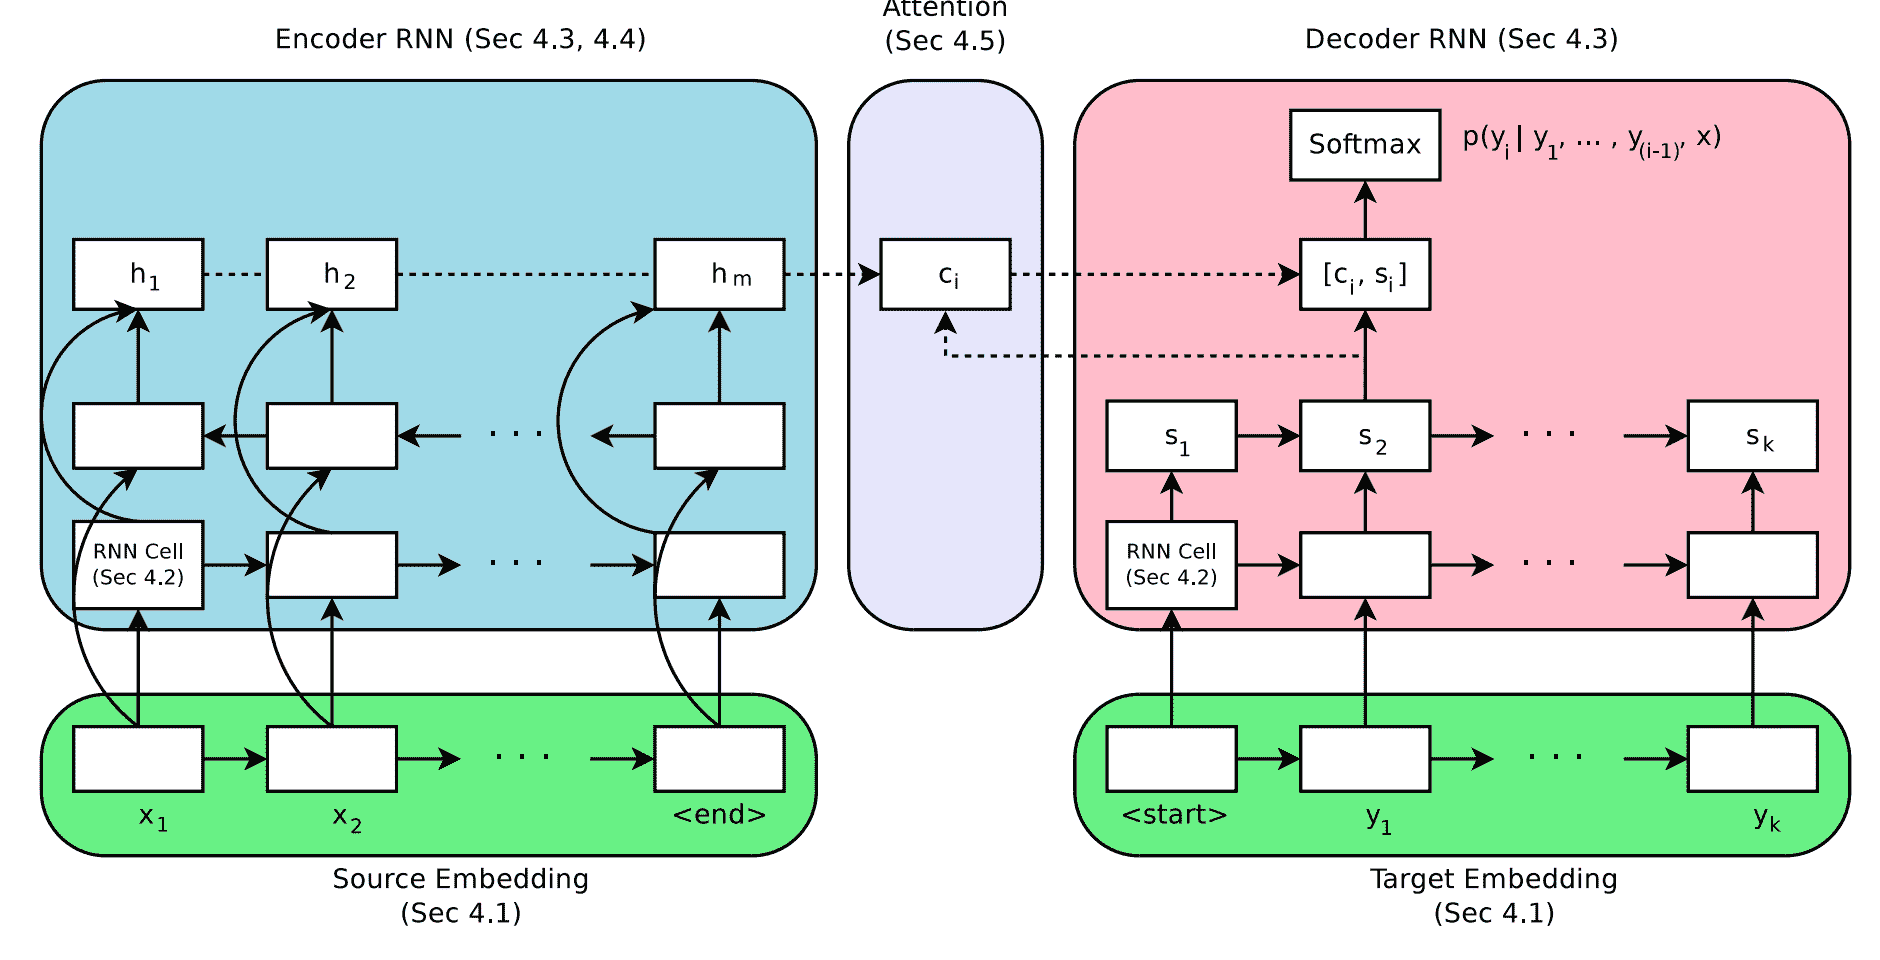 Encoder RNN (Sec 4.3, 4.4)
Attention
(Sec 4.5)
Decoder RNN (Sec 4.3)
Softmax
p(y_i | y_1, ... , y_(i-1), x)
h_1
h_2
h_m
c_i
[c_i, s_i]
s_1
s_2
. . .
s_k
. . .
RNN Cell
(Sec 4.2)
. . .
RNN Cell
(Sec 4.2)
. . .
. . .
. . .
x_1
x_2
<end>
<start>
y_1
y_k
Source Embedding
(Sec 4.1)
Target Embedding
(Sec 4.1)